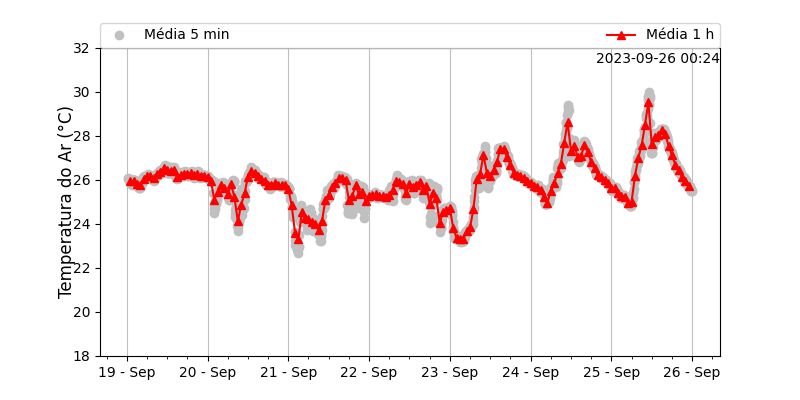 Média 5 min
Média 1 h
2023-09-26 00:24
Temperatura do Ar (°C)
32
30
28
26
24
22
20
18
19 - Sep
20 - Sep
21 - Sep
22 - Sep
23 - Sep
24 - Sep
25 - Sep
26 - Sep